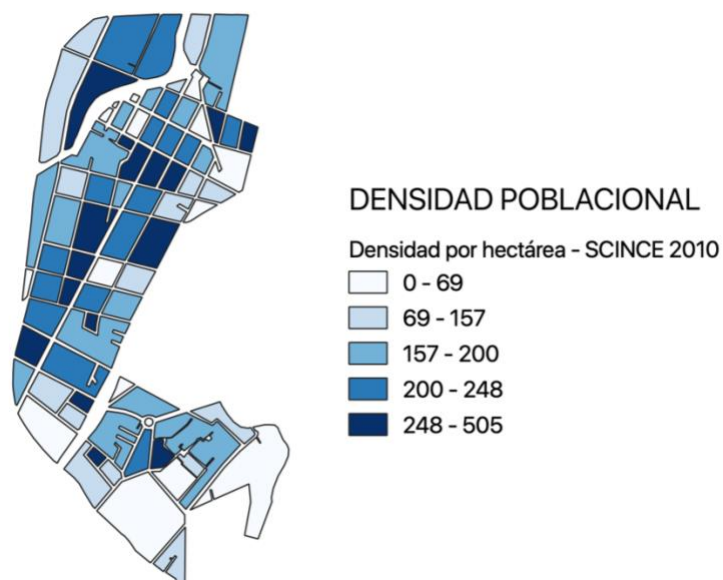 DENSIDAD POBLACIONAL
Densidad por hectárea - SCINCE 2010
0 - 69
69 - 157
157 - 200
200 - 248
248 - 505